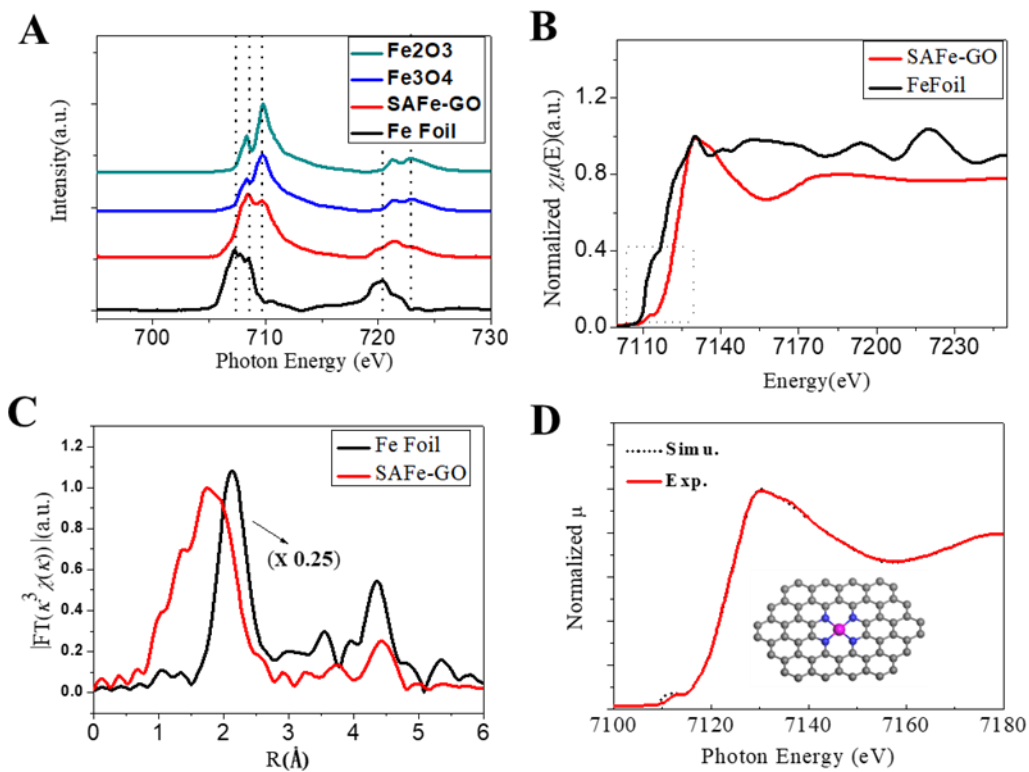 A
Fe2O3
Fe3O4
SAFe-GO
Fe Foil
Intensity(a.u.)
700
710
720
730
Photon Energy (eV)
B
SAFe-GO
FeFoil
Normalized χμ(E)(a.u.)
1.2
0.8
0.4
0.0
7110
7140
7170
7200
7230
Energy(eV)
C
Fe Foil
SAFe-GO
|FT(κ³χ(κ))|(a.u.)
1.2
1.0
0.8
0.6
0.4
0.2
0.0
(X 0.25)
0
1
2
3
4
5
6
R(Å)
D
Simu.
Exp.
Normalized μ
7100
7120
7140
7160
7180
Photon Energy (eV)